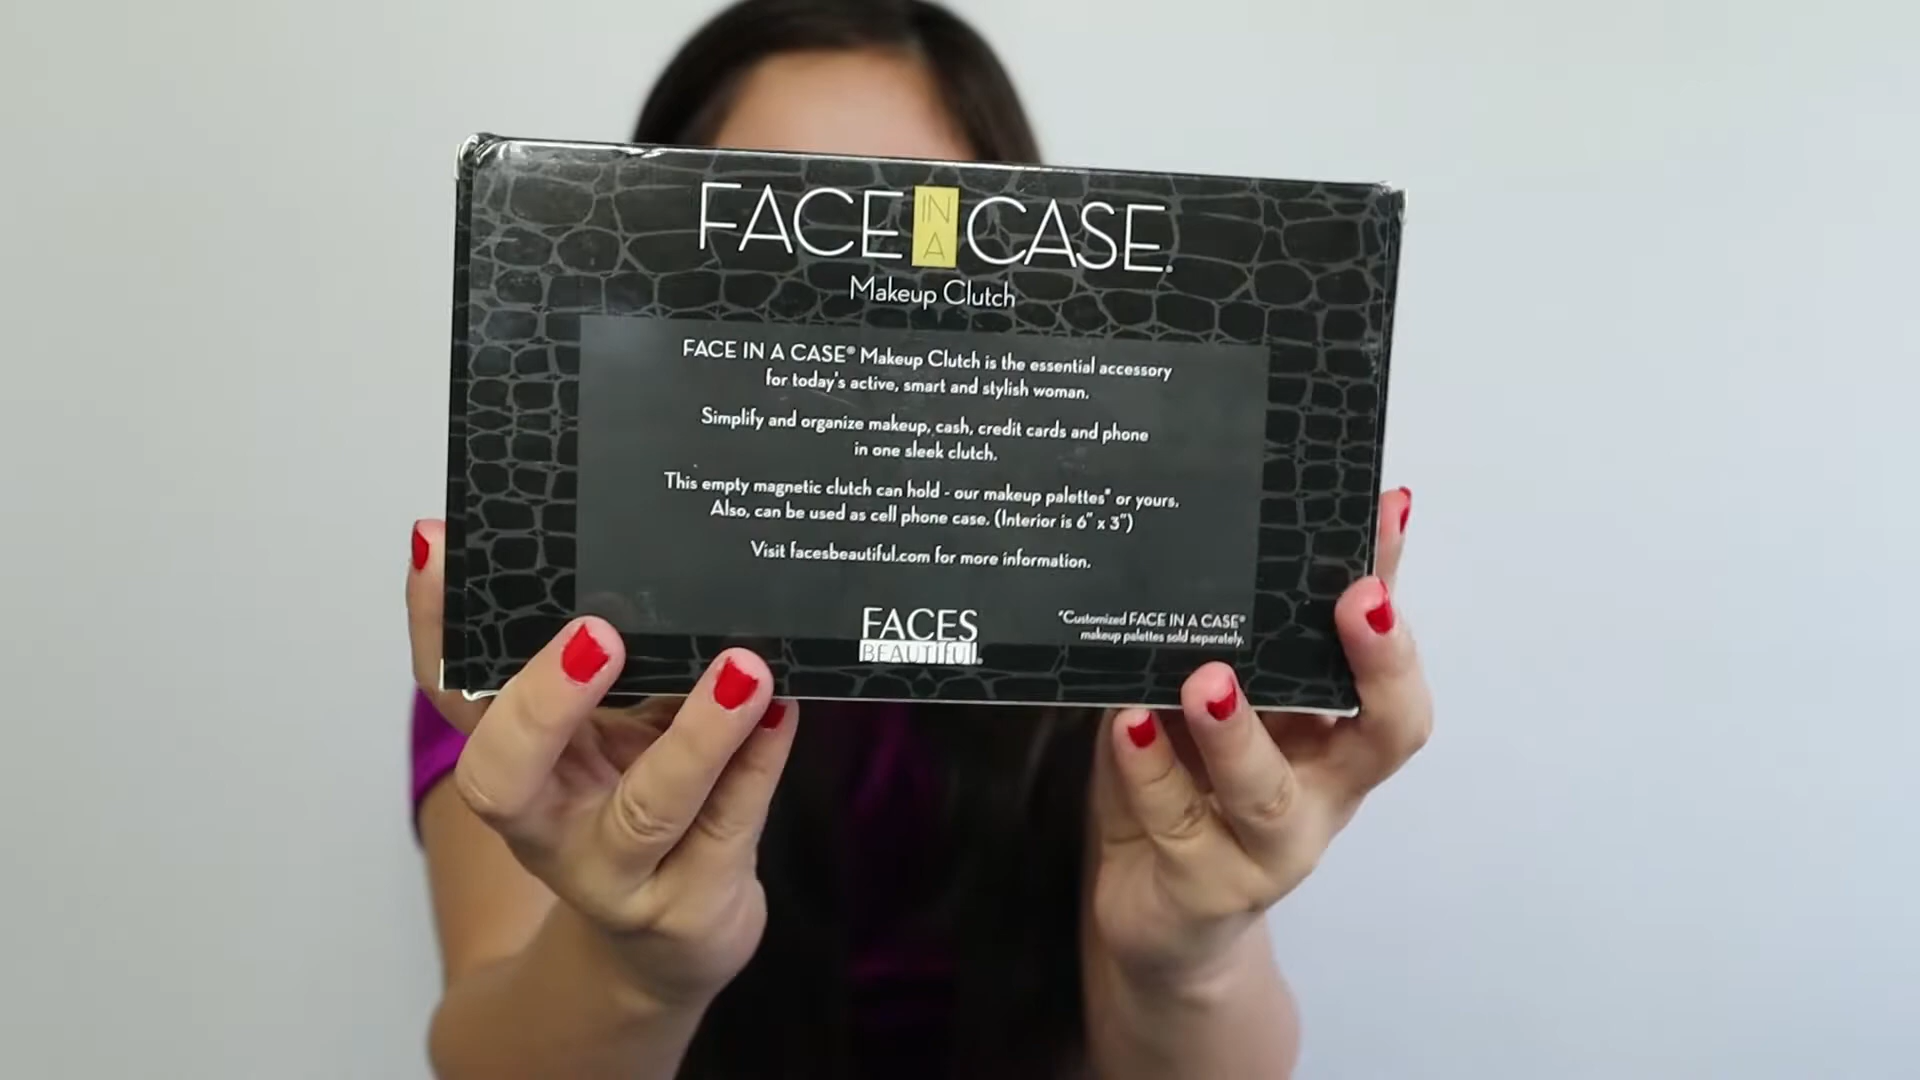 FACE IN A CASE.
Makeup Clutch
FACE IN A CASE® Makeup Clutch is the essential accessory
for today's active, smart and stylish woman.
Simplify and organize makeup, cash, credit cards and phone
in one sleek clutch.
This empty magnetic clutch can hold - our makeup palettes* or yours.
Also, can be used as cell phone case. (Interior is 6" x 3")
Visit facesbeautiful.com for more information.
FACES
BEAUTIFUL
*Customized FACE IN A CASE®
makeup palettes sold separately.